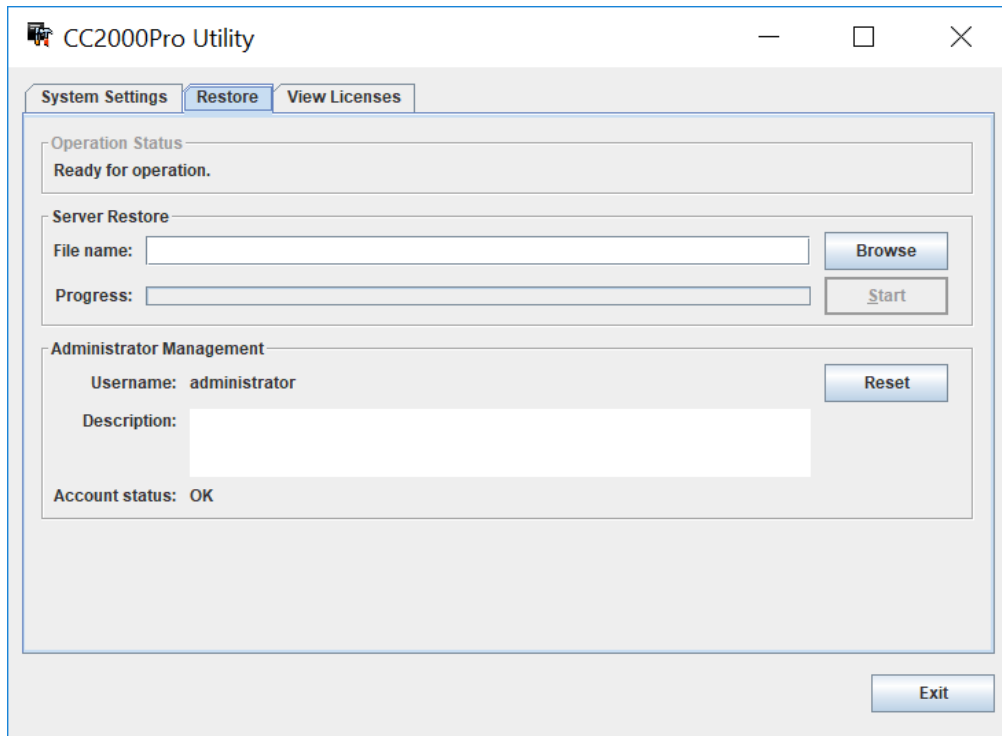 CC2000Pro Utility
System Settings Restore View Licenses
Operation Status
Ready for operation.
Server Restore
File name: Browse
Progress: Start
Administrator Management
Username: administrator Reset
Description:
Account status: OK
Exit